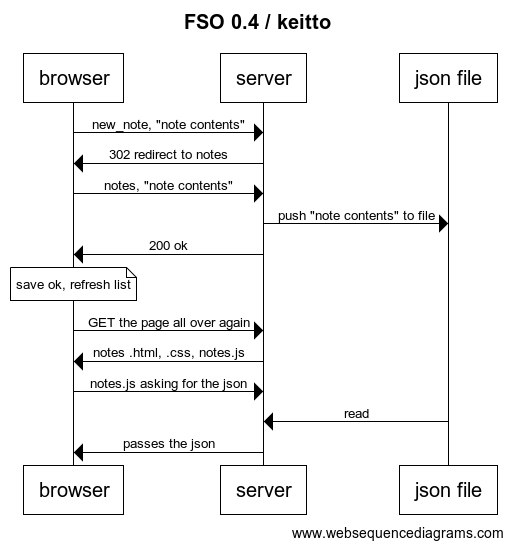 FSO 0.4 / keitto
browser server json file
new_note, "note contents"
302 redirect to notes
notes, "note contents"
push "note contents" to file
200 ok
save ok, refresh list
GET the page all over again
notes .html, .css, notes.js
notes.js asking for the json
read
passes the json
browser server json file
www.websequencediagrams.com